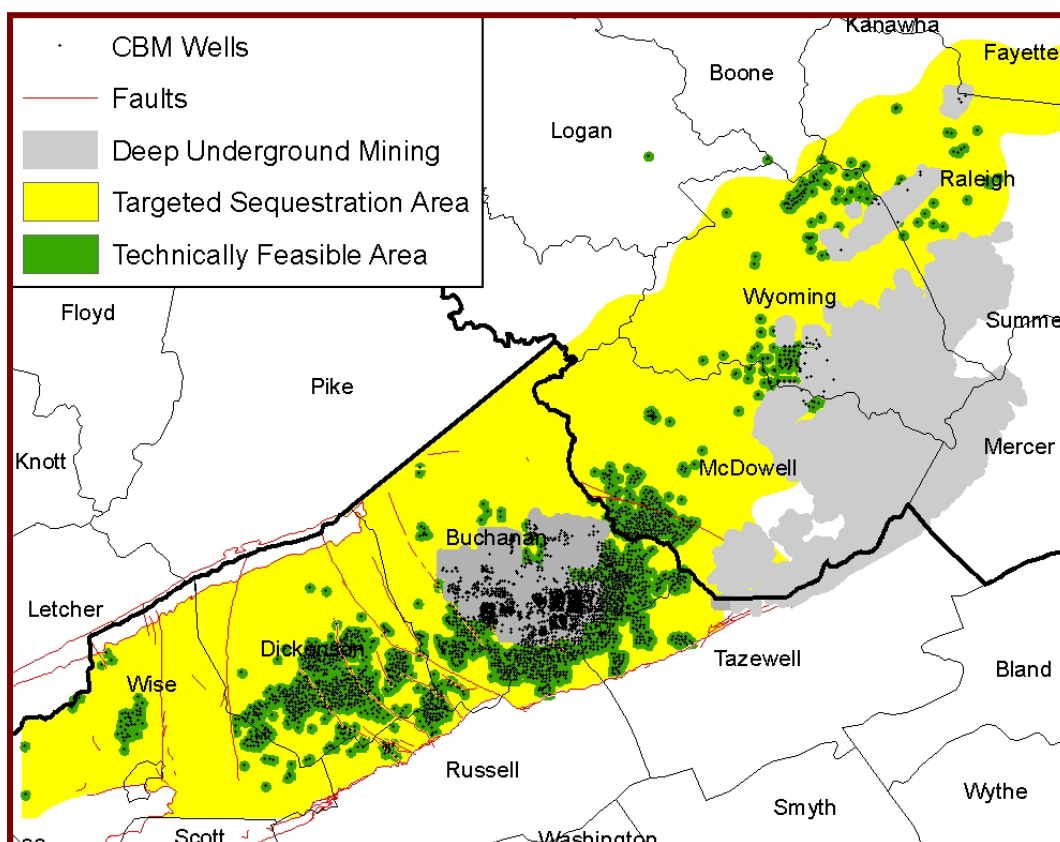 CBM Wells
Faults
Deep Underground Mining
Targeted Sequestration Area
Technically Feasible Area
Kanawha
Fayette
Boone
Logan
Raleigh
Wyoming
Floyd
Summe
Pike
Knott
McDowell
Mercer
Buchanan
Letcher
Dickenson
Tazewell
Bland
Wise
Russell
Wythe
Smyth
Scott
Washington